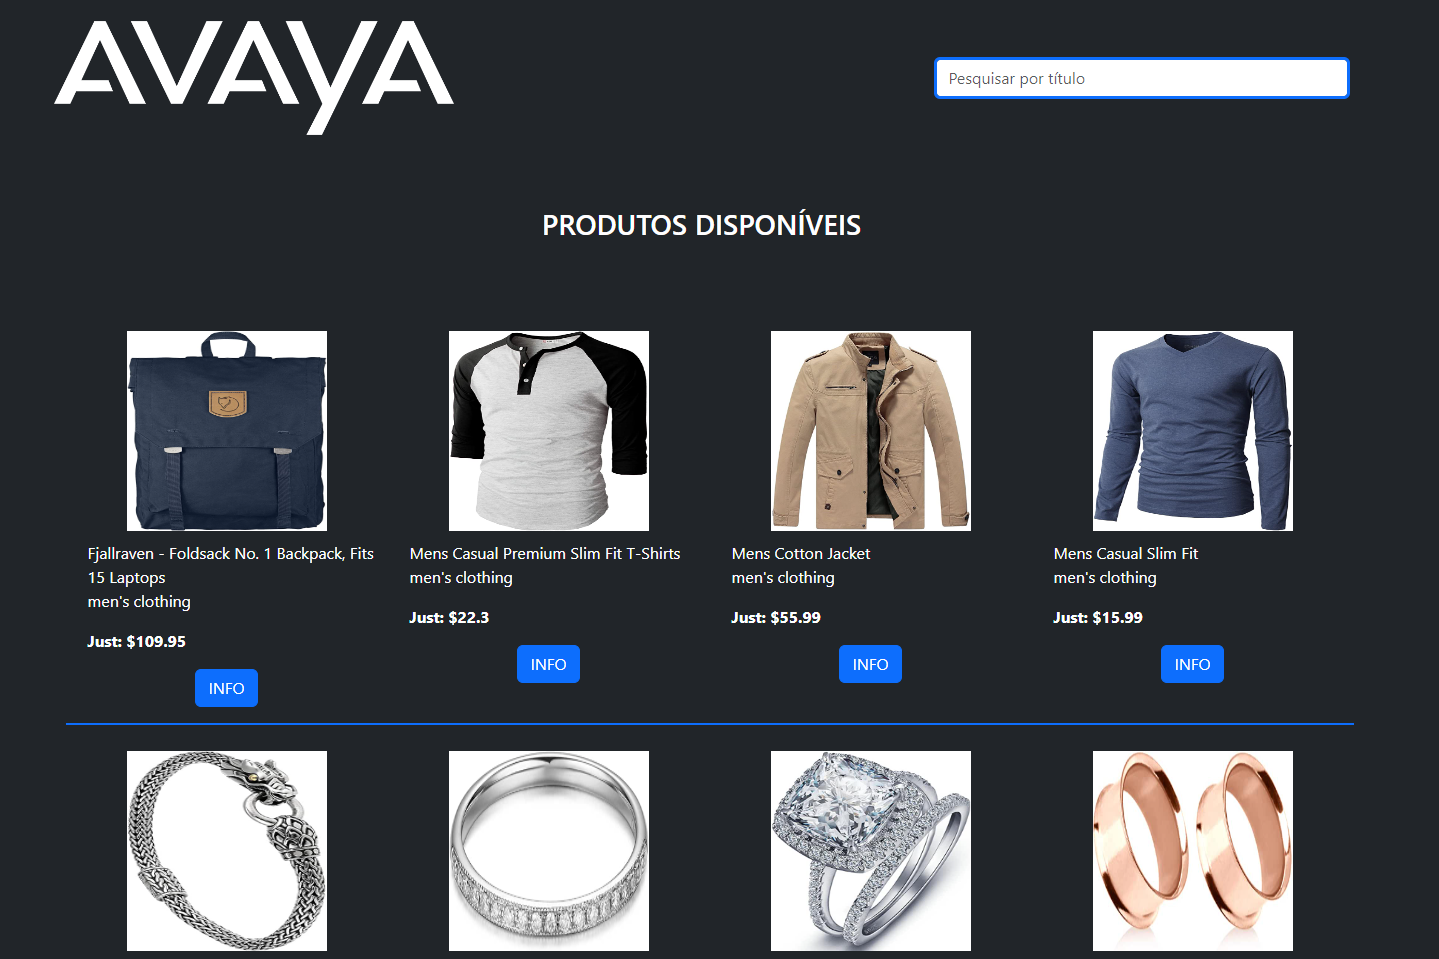 AVAYA
Pesquisar por título
PRODUTOS DISPONÍVEIS
Fjallraven - Foldsack No. 1 Backpack, Fits
15 Laptops
men's clothing
Just: $109.95
INFO
Mens Casual Premium Slim Fit T-Shirts
men's clothing
Just: $22.3
INFO
Mens Cotton Jacket
men's clothing
Just: $55.99
INFO
Mens Casual Slim Fit
men's clothing
Just: $15.99
INFO